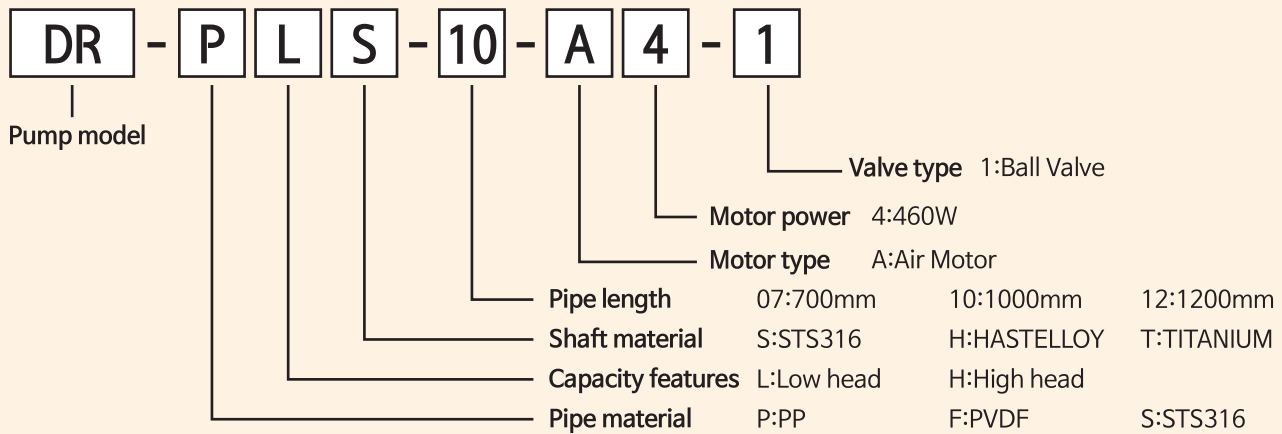 DR - P L S - 10 - A 4 - 1
Pump model
Valve type 1:Ball Valve
Motor power 4:460W
Motor type A:Air Motor
Pipe length 07:700mm 10:1000mm 12:1200mm
Shaft material S:STS316 H:HASTELLOY T:TITANIUM
Capacity features L:Low head H:High head
Pipe material P:PP F:PVDF S:STS316